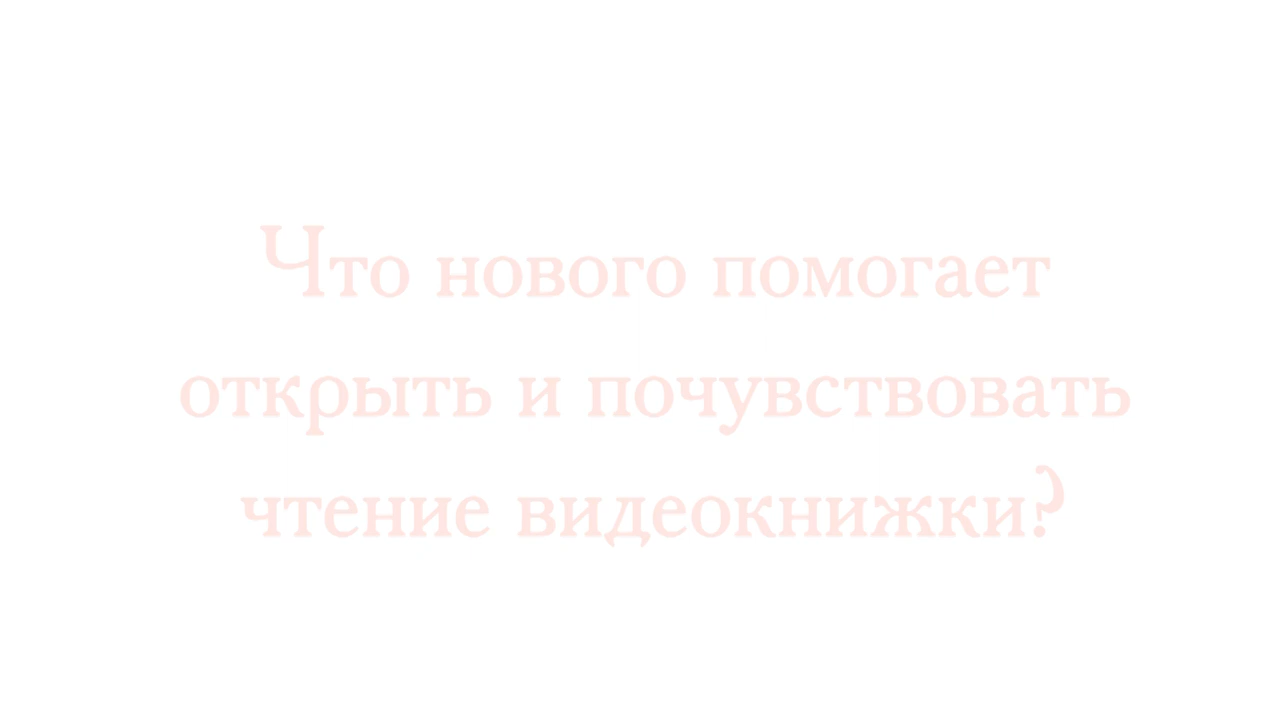 Что нового помогает
открыть и почувствовать
чтение видеокнижки?